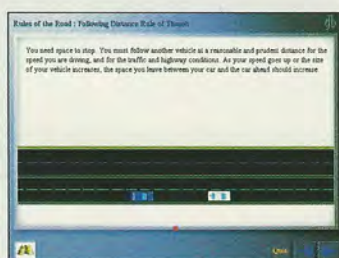 Rules of the Road : Following Distance Rule of Thumb
You need space to stop. You must follow another vehicle at a reasonable and prudent distance for the
speed you are driving, and for the traffic and highway conditions. As your speed goes up or the size
of your vehicle increases, the space you leave between your car and the car ahead should increase.